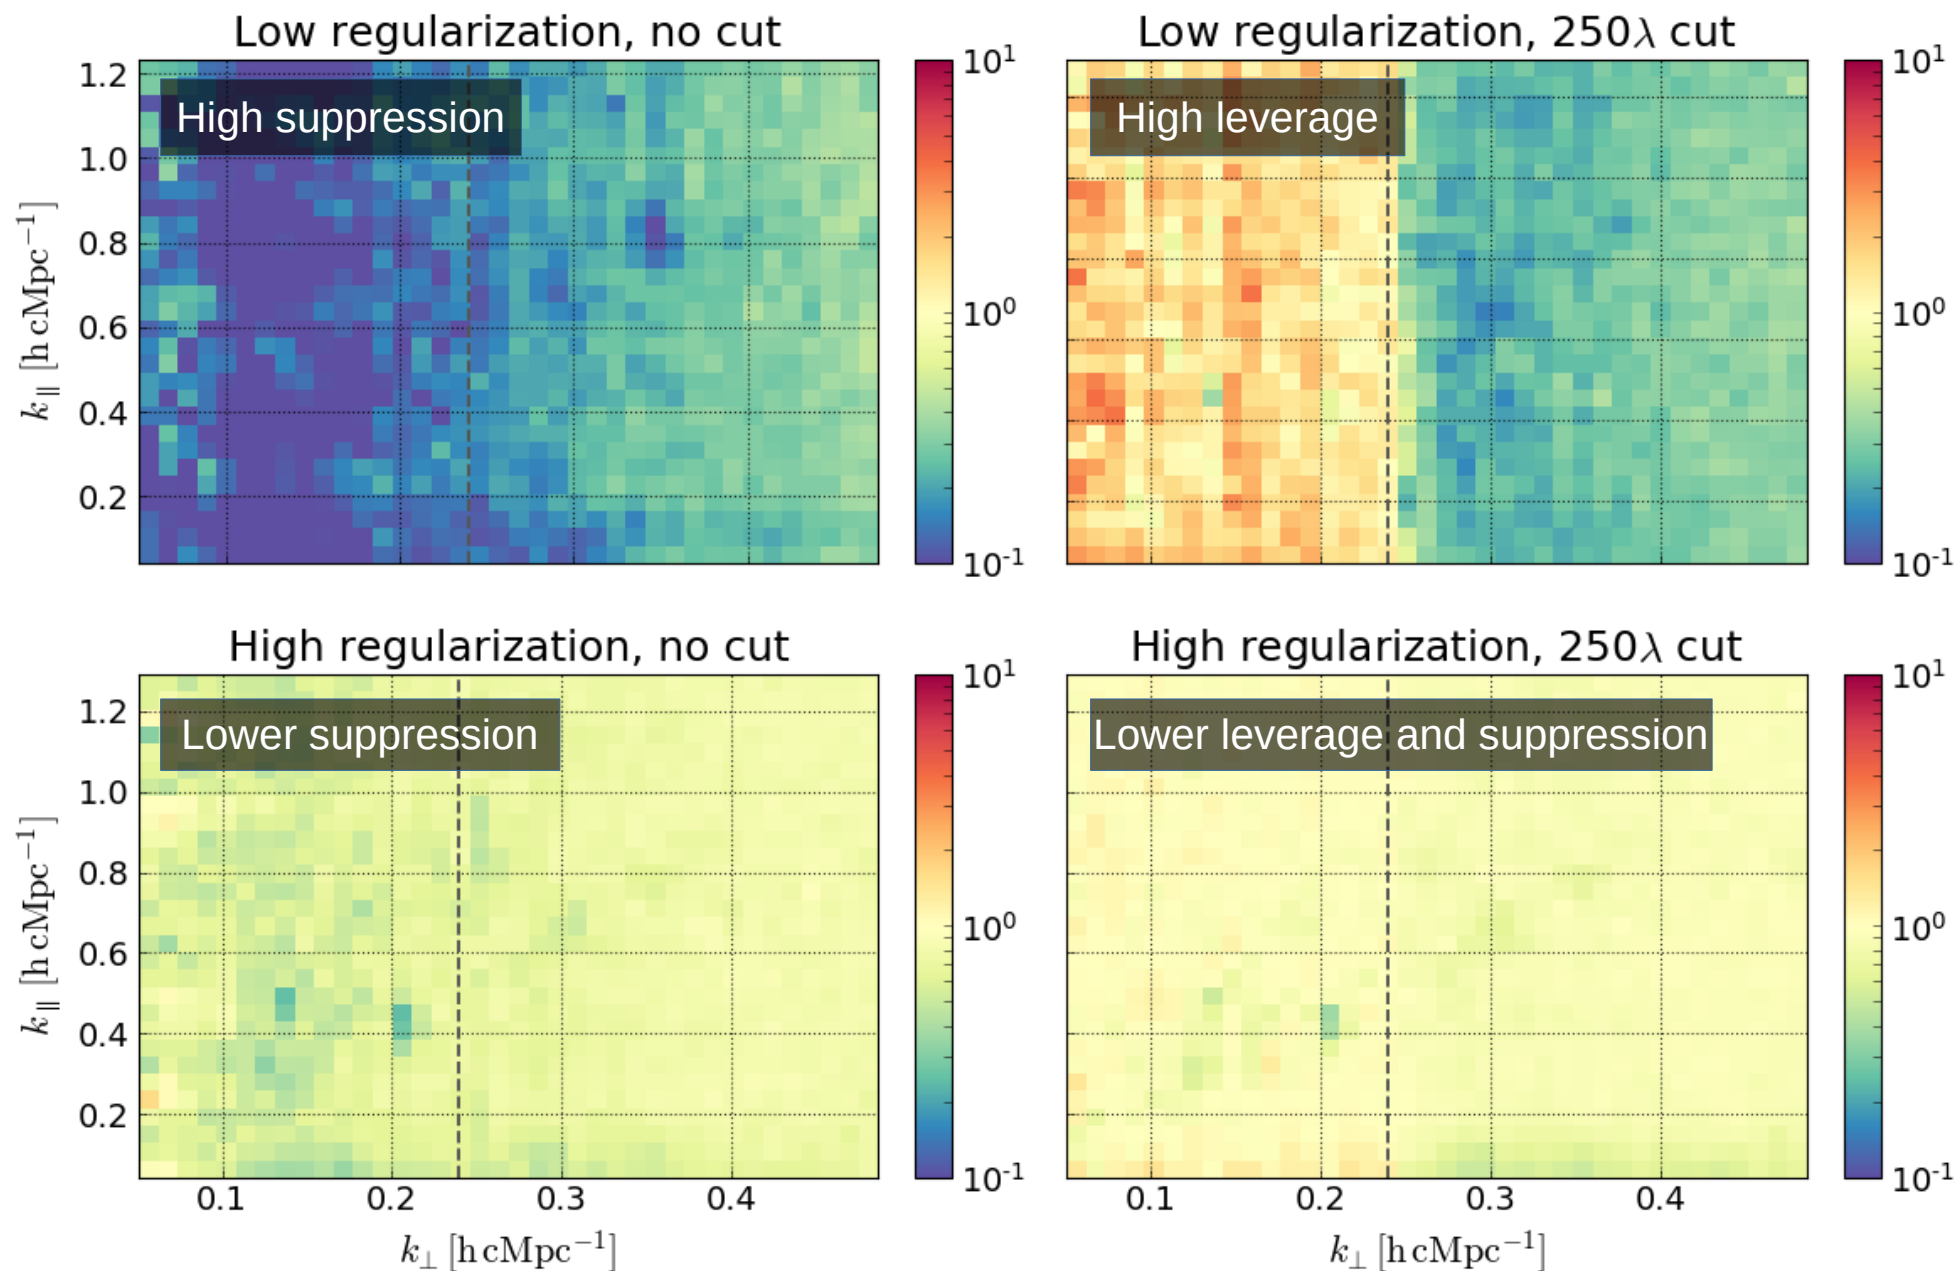 Low regularization, no cut
Low regularization, 250λ cut
High suppression
High leverage
1.2
1.0
0.8
0.6
0.4
0.2
k∥ [h cMpc⁻¹]
10¹
10⁰
10⁻¹
10¹
10⁰
10⁻¹
High regularization, no cut
High regularization, 250λ cut
Lower suppression
Lower leverage and suppression
1.2
1.0
0.8
0.6
0.4
0.2
k∥ [h cMpc⁻¹]
10¹
10⁰
10⁻¹
10¹
10⁰
10⁻¹
0.1 0.2 0.3 0.4
0.1 0.2 0.3 0.4
k⊥ [h cMpc⁻¹]
k⊥ [h cMpc⁻¹]